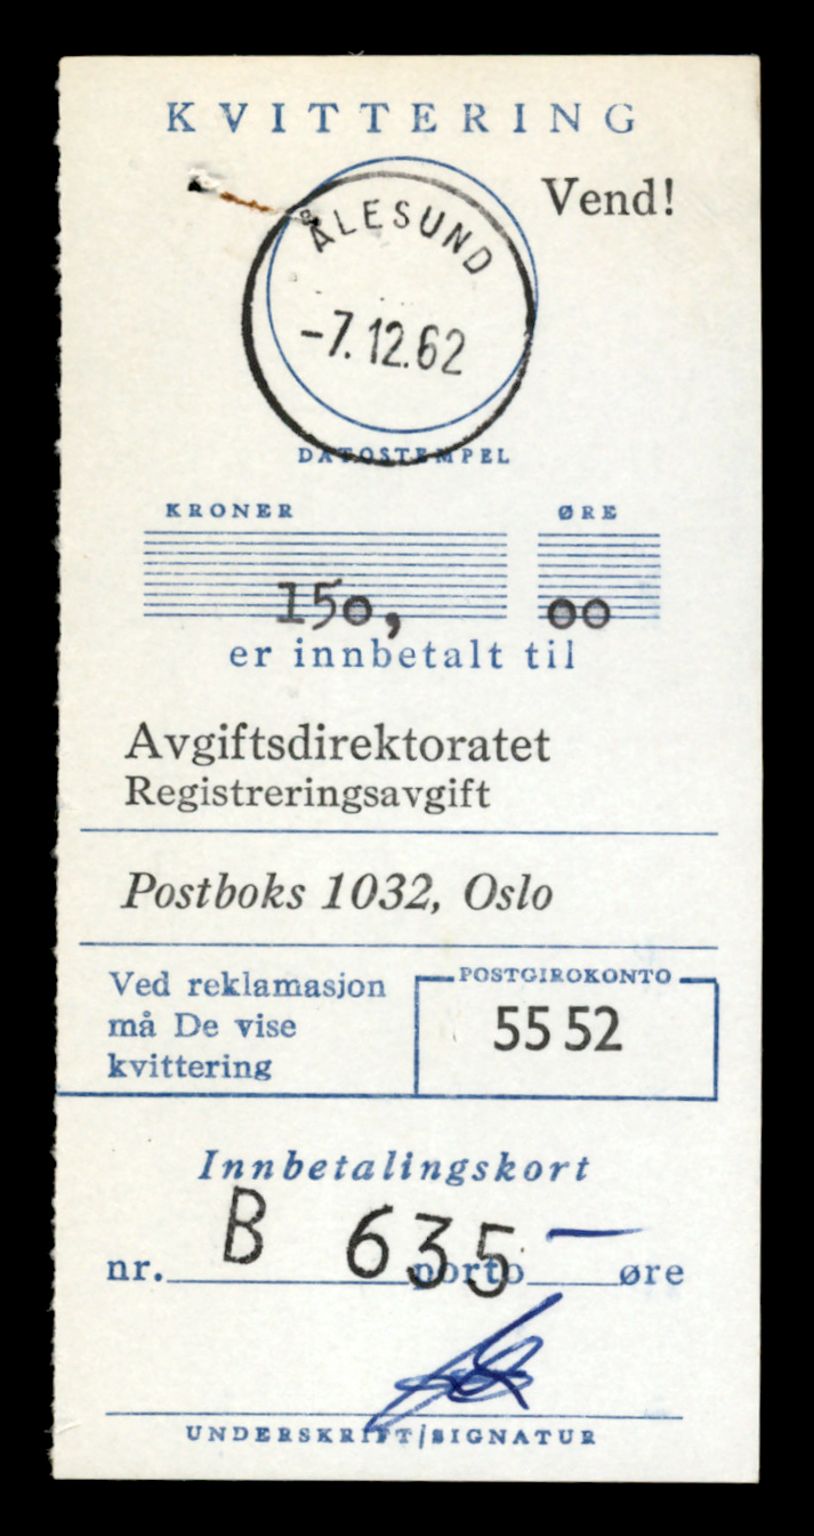 KVITTERING
Vend!
ÅLESUND
-7.12.62
DATOSTEMPEL
KRONER ØRE
150, 00
er innbetalt til
Avgiftsdirektoratet
Registreringsavgift
Postboks 1032, Oslo
Ved reklamasjon
må De vise
kvittering
POSTGIROKONTO
55 52
Innbetalingskort
nr. B 635 porto — øre
UNDERSKRIFT/SIGNATUR